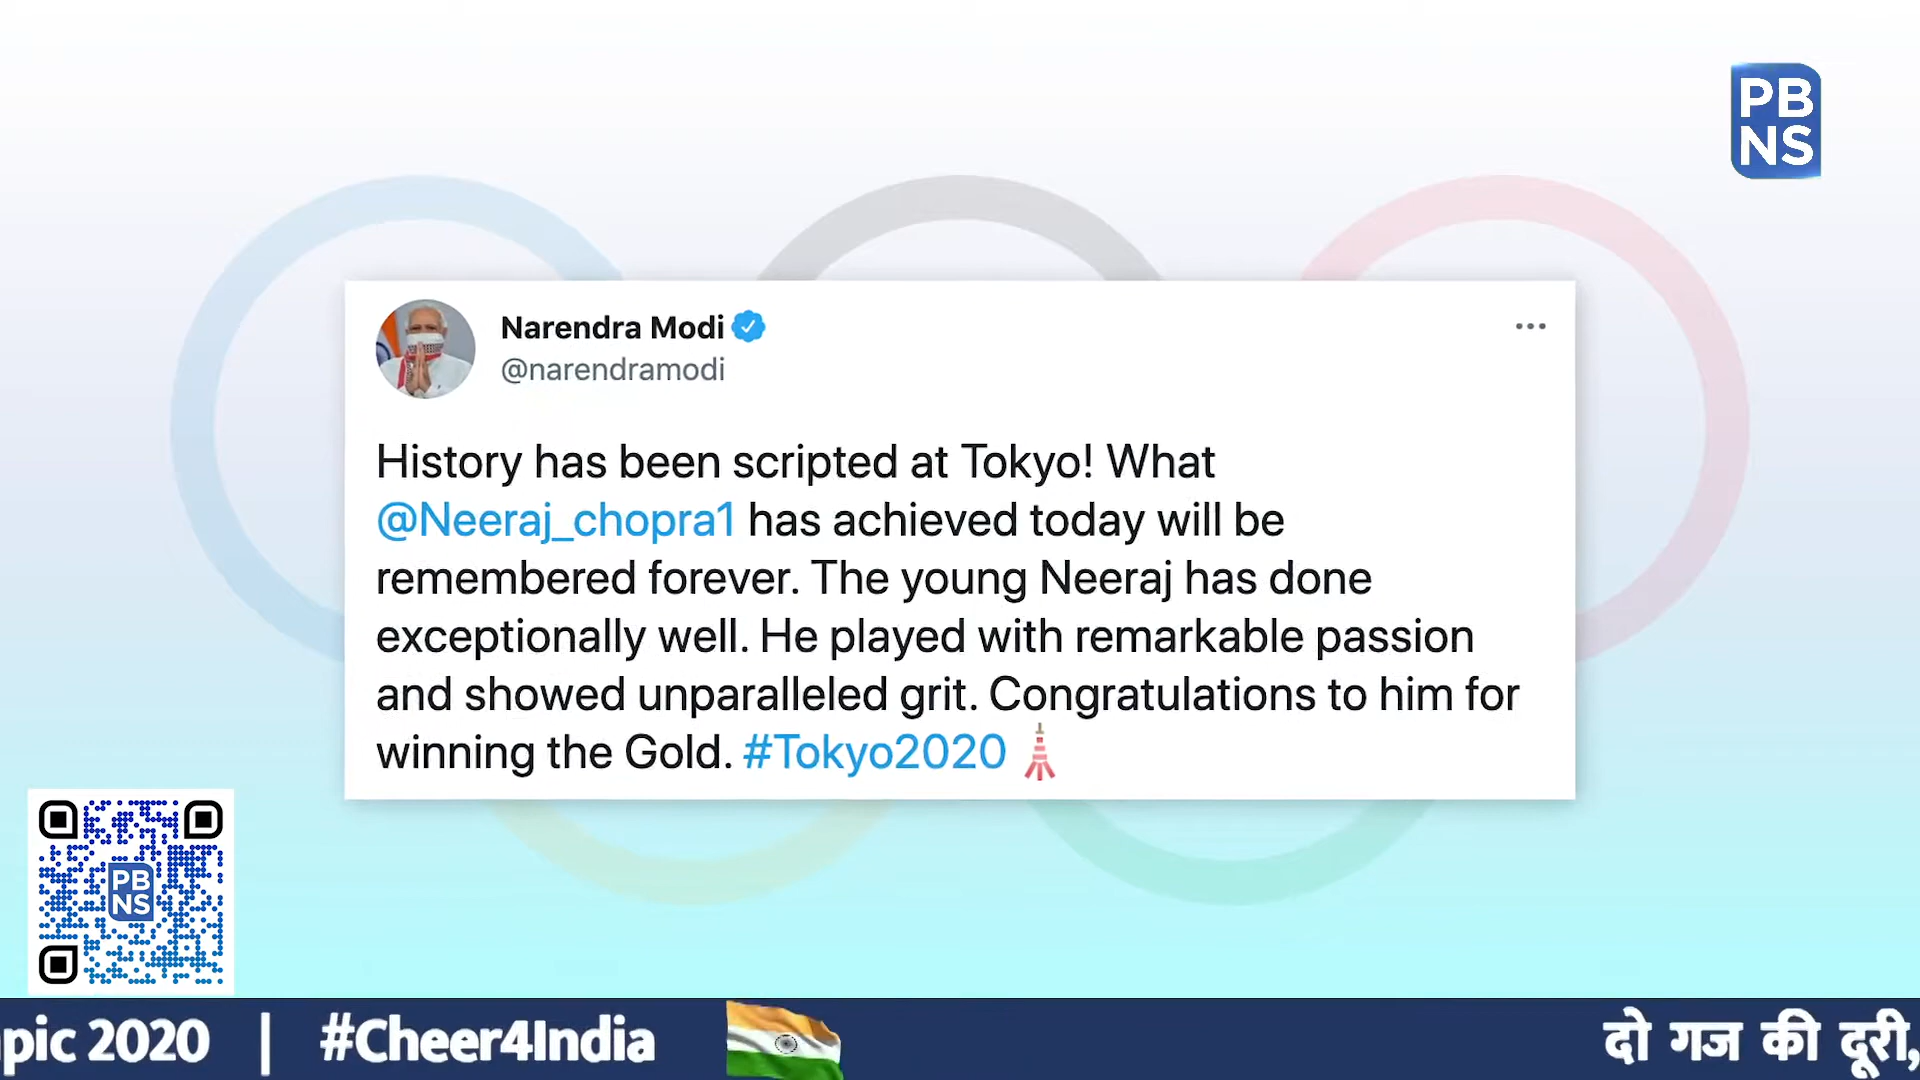 PB
NS
Narendra Modi
@narendramodi
History has been scripted at Tokyo! What
@Neeraj_chopra1 has achieved today will be
remembered forever. The young Neeraj has done
exceptionally well. He played with remarkable passion
and showed unparalleled grit. Congratulations to him for
winning the Gold. #Tokyo2020
PB
NS
pic 2020 | #Cheer4India दो गज की दूरी,